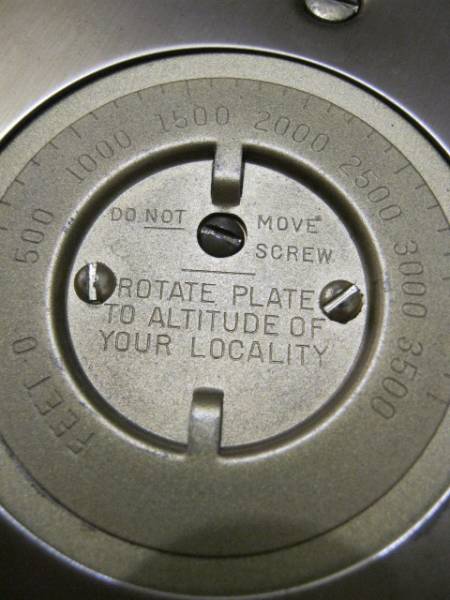 FEET 0 500 1000 1500 2000 2500 3000 3500
DO NOT MOVE
SCREW
ROTATE PLATE
TO ALTITUDE OF
YOUR LOCALITY